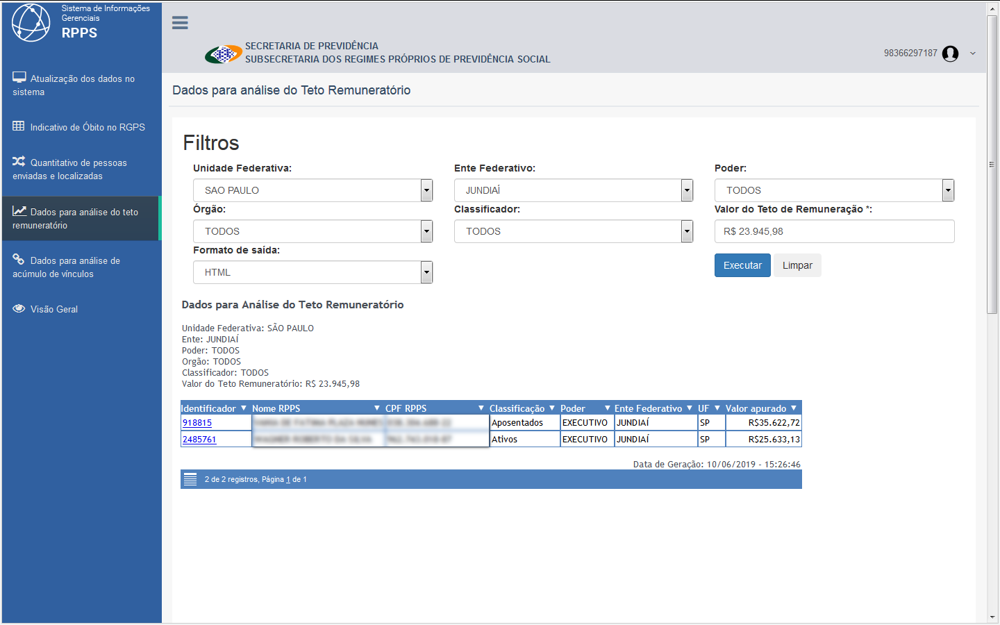 Sistema de Informações
Gerenciais
RPPS
Atualização dos dados no
sistema
Indicativo de Óbito no RGPS
Quantitativo de pessoas
enviadas e localizadas
Dados para análise do teto
remuneratório
Dados para análise de
acúmulo de vínculos
Visão Geral
SECRETARIA DE PREVIDÊNCIA
SUBSECRETARIA DOS REGIMES PRÓPRIOS DE PREVIDÊNCIA SOCIAL
98366297187
Dados para análise do Teto Remuneratório
Filtros
Unidade Federativa: Ente Federativo: Poder:
SAO PAULO JUNDIAÍ TODOS
Órgão: Classificador: Valor do Teto de Remuneração *:
TODOS TODOS R$ 23.945,98
Formato de saída:
HTML Executar Limpar
Dados para Análise do Teto Remuneratório
Unidade Federativa: SÃO PAULO
Ente: JUNDIAÍ
Poder: TODOS
Orgão: TODOS
Classificador: TODOS
Valor do Teto Remuneratório: R$ 23.945,98
Identificador Nome RPPS CPF RPPS Classificação Poder Ente Federativo UF Valor apurado
918815 Aposentados EXECUTIVO JUNDIAÍ SP R$35.622,72
2485761 Ativos EXECUTIVO JUNDIAÍ SP R$25.633,13
Data de Geração: 10/06/2019 - 15:26:46
2 de 2 registros, Página 1 de 1